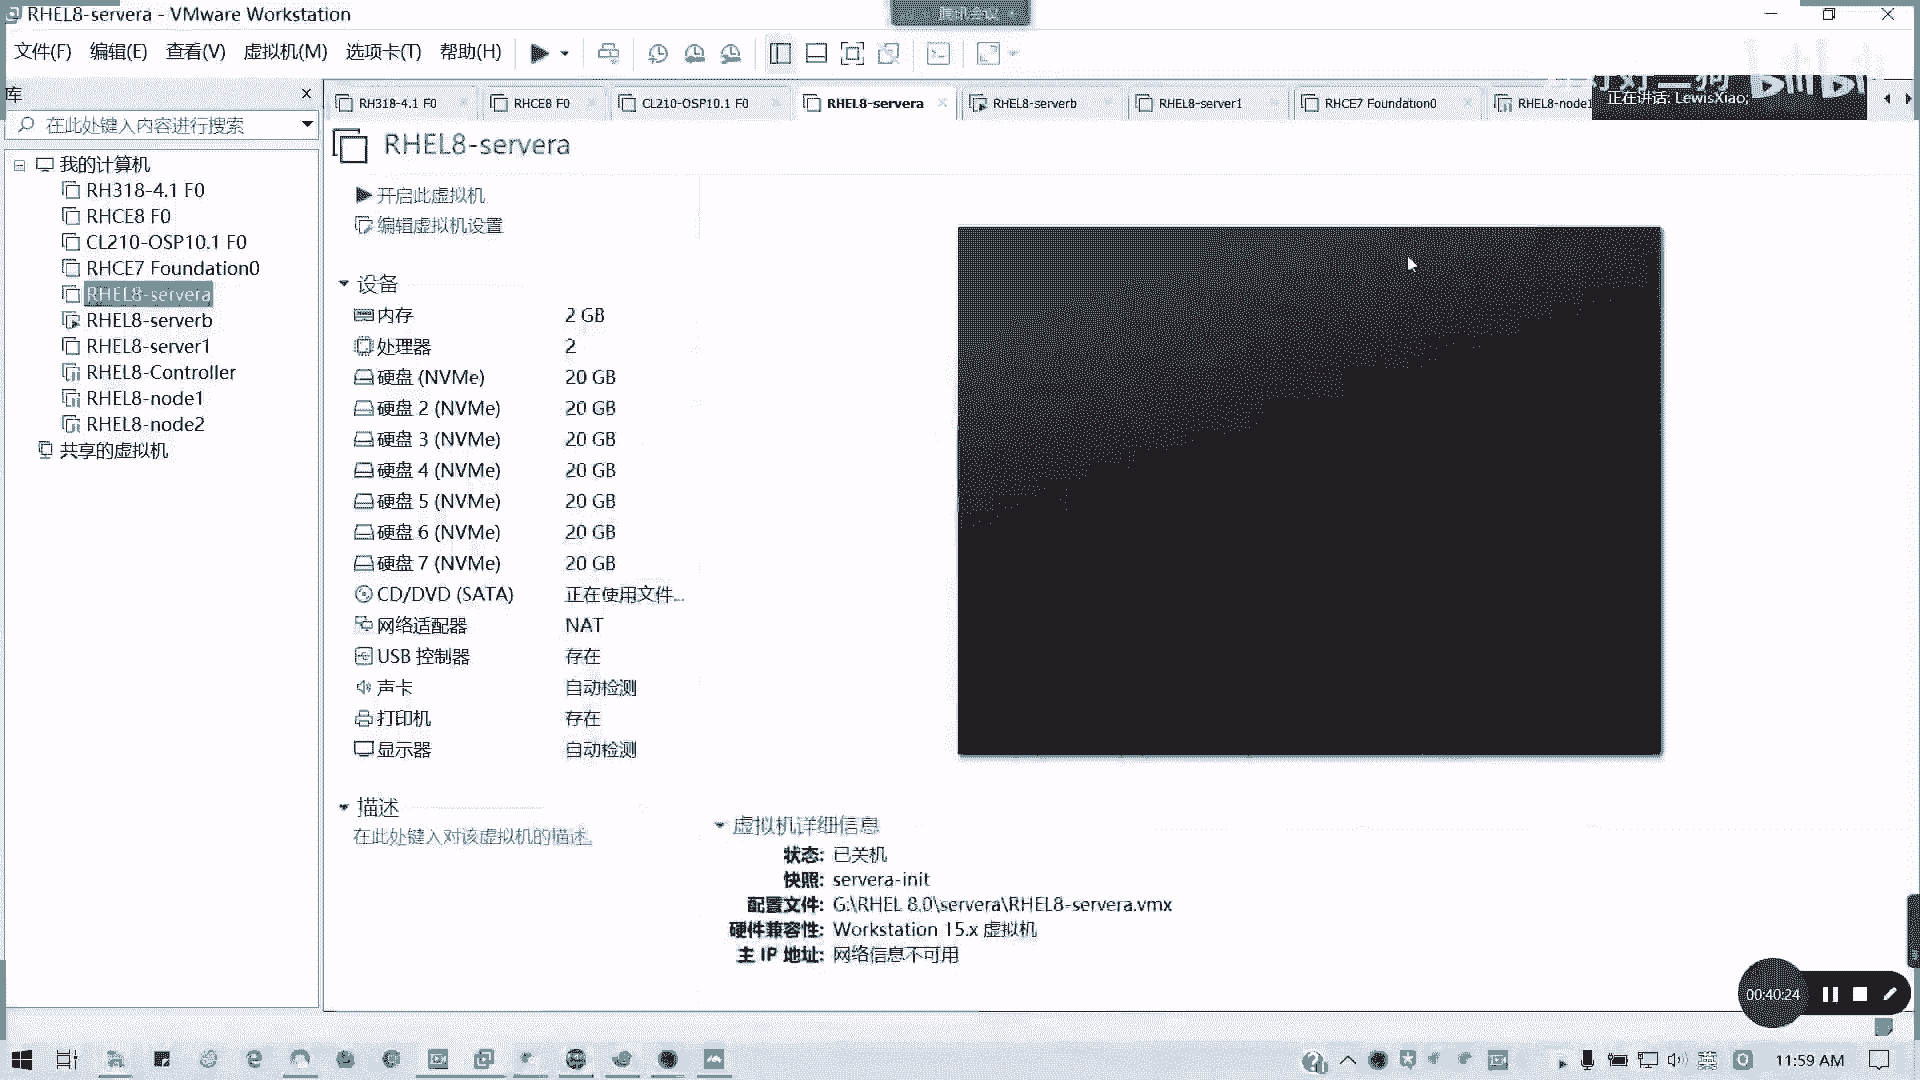 RHEL8-servera - VMware Workstation
腾讯会议
文件(F) 编辑(E) 查看(V) 虚拟机(M) 选项卡(T) 帮助(H)
库
在此处键入内容进行搜索
我的计算机
RH318-4.1 F0
RHCE8 F0
CL210-OSP10.1 F0
RHCE7 Foundation0
RHEL8-servera
RHEL8-serverb
RHEL8-server1
RHEL8-Controller
RHEL8-node1
RHEL8-node2
共享的虚拟机
RH318-4.1 F0 RHCE8 F0 CL210-OSP10.1 F0 RHEL8-servera RHEL8-serverb RHEL8-server1 RHCE7 Foundation0 RHEL8-node1
正在讲话: LewisXiao;
bilibili
RHEL8-servera
开启此虚拟机
编辑虚拟机设置
设备
内存 2 GB
处理器 2
硬盘 (NVMe) 20 GB
硬盘 2 (NVMe) 20 GB
硬盘 3 (NVMe) 20 GB
硬盘 4 (NVMe) 20 GB
硬盘 5 (NVMe) 20 GB
硬盘 6 (NVMe) 20 GB
硬盘 7 (NVMe) 20 GB
CD/DVD (SATA) 正在使用文件...
网络适配器 NAT
USB 控制器 存在
声卡 自动检测
打印机 存在
显示器 自动检测
描述
在此处键入对该虚拟机的描述。
虚拟机详细信息
状态: 已关机
快照: servera-init
配置文件: G:\RHEL 8.0\servera\RHEL8-servera.vmx
硬件兼容性: Workstation 15.x 虚拟机
主 IP 地址: 网络信息不可用
00:40:24
英
11:59 AM